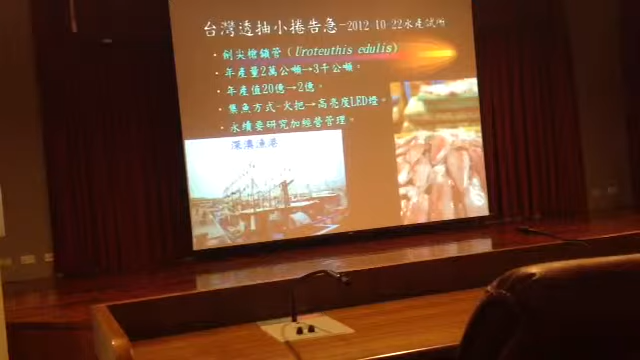 台灣透抽小捲告急-2012 10-22水產試所
• 劍尖槍鎖管 (Uroteuthis edulis)
• 年產量2萬公噸→3千公噸。
• 年產值20億→2億。
• 集魚方式-火把→高亮度LED燈。
• 永續要研究加經營管理。
深澳漁港